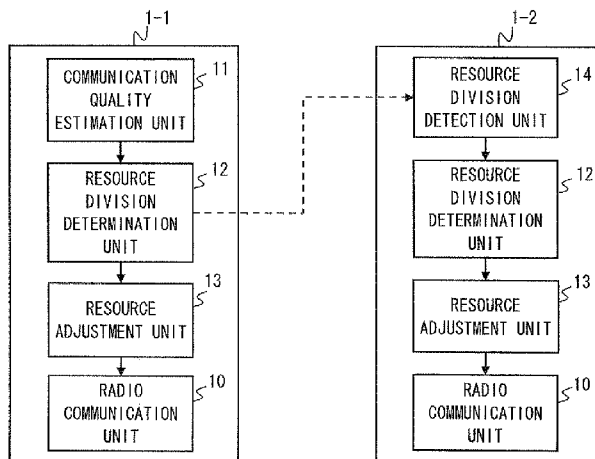 1-1
COMMUNICATION
QUALITY
ESTIMATION UNIT
11
RESOURCE
DIVISION
DETERMINATION
UNIT
12
RESOURCE
ADJUSTMENT UNIT
13
RADIO
COMMUNICATION
UNIT
10
1-2
RESOURCE
DIVISION
DETECTION UNIT
14
RESOURCE
DIVISION
DETERMINATION
UNIT
12
RESOURCE
ADJUSTMENT UNIT
13
RADIO
COMMUNICATION
UNIT
10